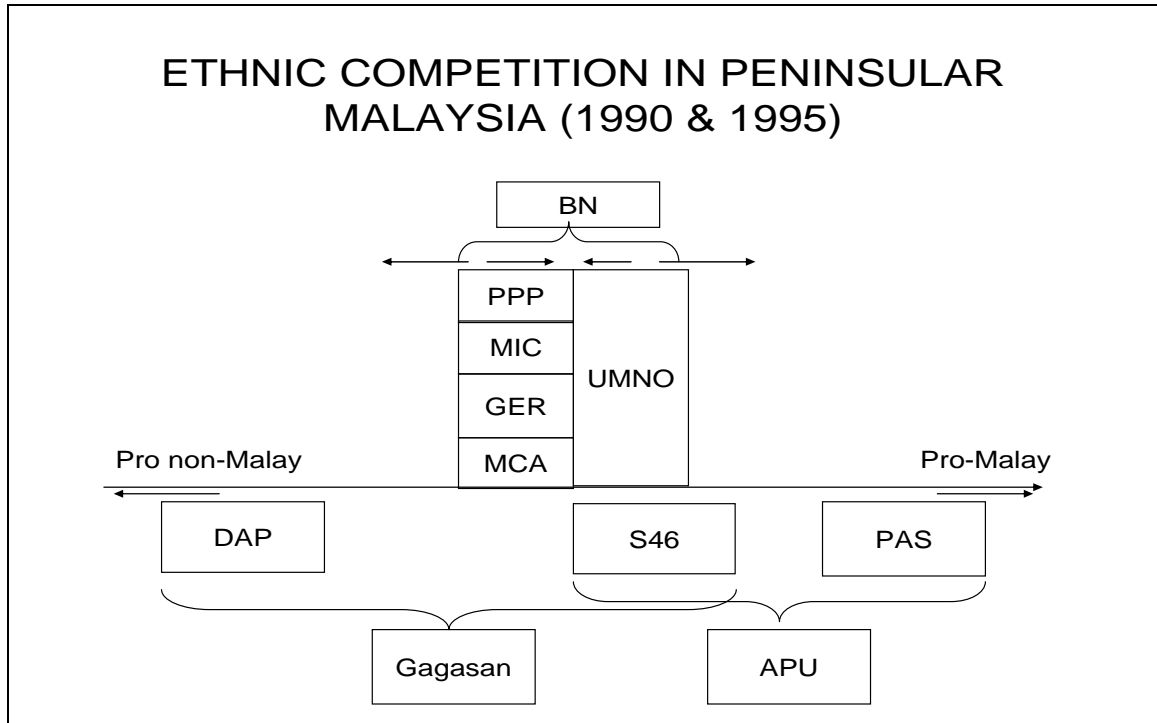 ETHNIC COMPETITION IN PENINSULAR
MALAYSIA (1990 & 1995)
BN
PPP
MIC
UMNO
GER
Pro non-Malay
MCA
Pro-Malay
DAP
S46
PAS
Gagasan
APU